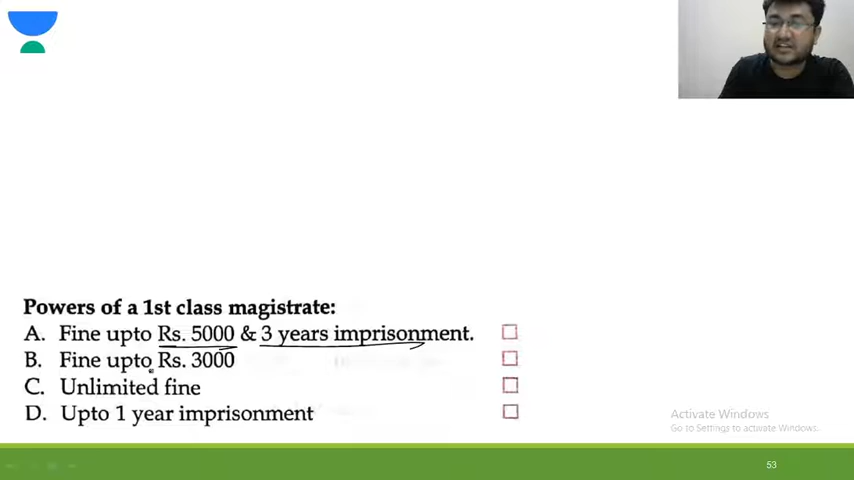 Powers of a 1st class magistrate:
A. Fine upto Rs. 5000 & 3 years imprisonment.
B. Fine upto Rs. 3000
C. Unlimited fine
D. Upto 1 year imprisonment
Activate Windows
Go to Settings to activate Windows.
53